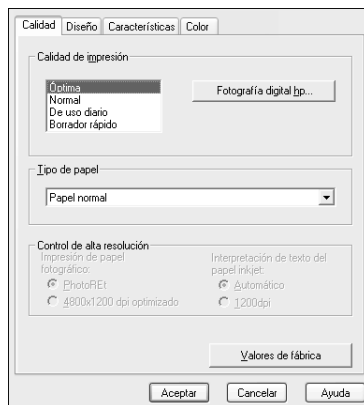 Calidad Diseño Características Color
Calidad de impresión
Óptima
Normal
De uso diario
Borrador rápido
Fotografía digital hp...
Tipo de papel
Papel normal
Control de alta resolución
Impresión de papel fotográfico:
PhotoREt
4800x1200 dpi optimizado
Interpretación de texto del papel inkjet:
Automático
1200dpi
Valores de fábrica
Aceptar Cancelar Ayuda